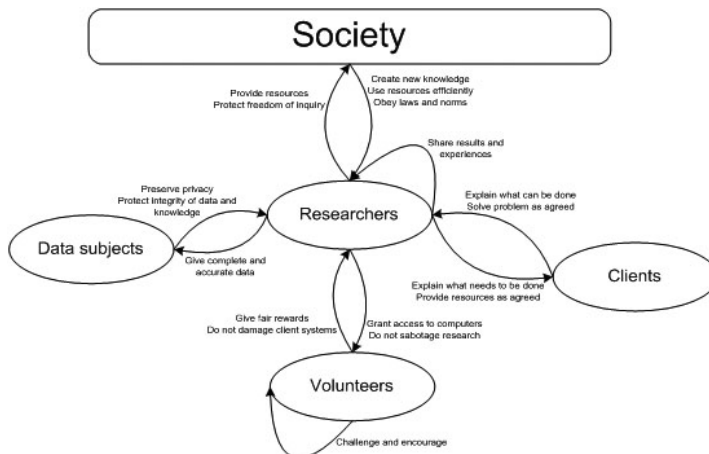 Society
Provide resources
Protect freedom of inquiry
Create new knowledge
Use resources efficiently
Obey laws and norms
Share results and
experiences
Preserve privacy
Protect integrity of data and
knowledge
Researchers
Explain what can be done
Solve problem as agreed
Data subjects
Give complete and
accurate data
Clients
Explain what needs to be done
Provide resources as agreed
Give fair rewards
Do not damage client systems
Grant access to computers
Do not sabotage research
Volunteers
Challenge and encourage